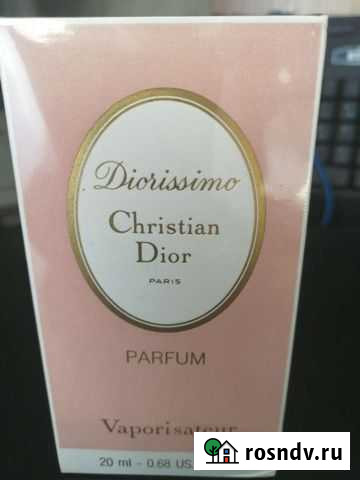 Diorissimo
Christian
Dior
PARIS
PARFUM
Vaporisateur
20 ml - 0.68 US
rosndv.ru